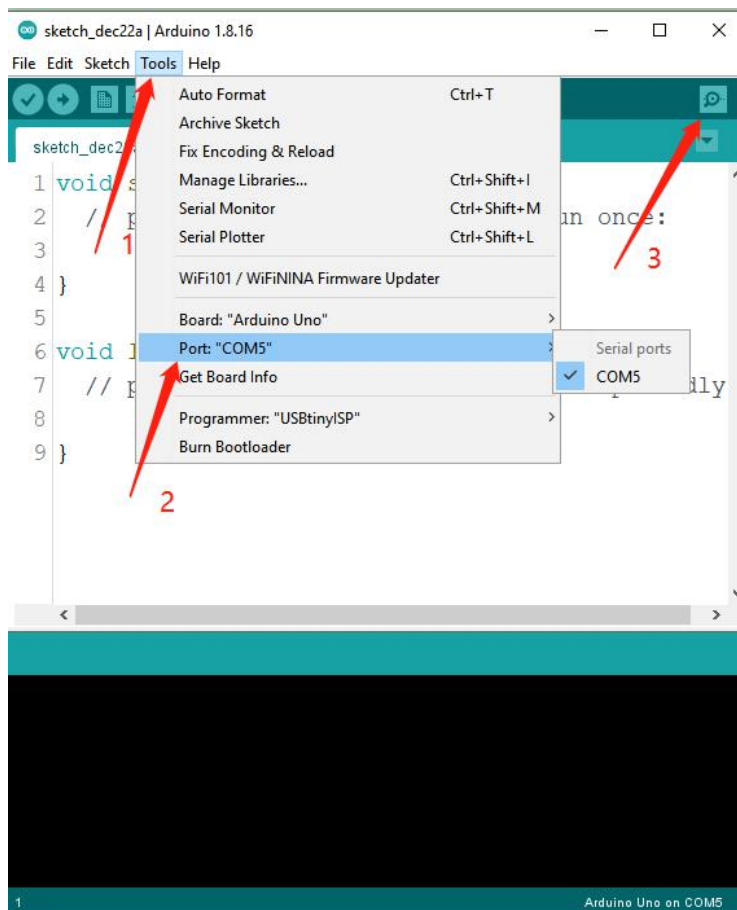 sketch_dec22a | Arduino 1.8.16
File Edit Sketch Tools Help
Auto Format Ctrl+T
Archive Sketch
sketch_dec2
Fix Encoding & Reload
1 void s
Manage Libraries... Ctrl+Shift+I
2 //
Serial Monitor Ctrl+Shift+M
un once:
3
Serial Plotter Ctrl+Shift+L
1
3
4 }
WiFi101 / WiFiNINA Firmware Updater
5
Board: "Arduino Uno"
6 void l
Port: "COM5"
Serial ports
7 // p
Get Board Info
COM5
dly
8
Programmer: "USBtinyISP"
9 }
Burn Bootloader
2
1 Arduino Uno on COM5